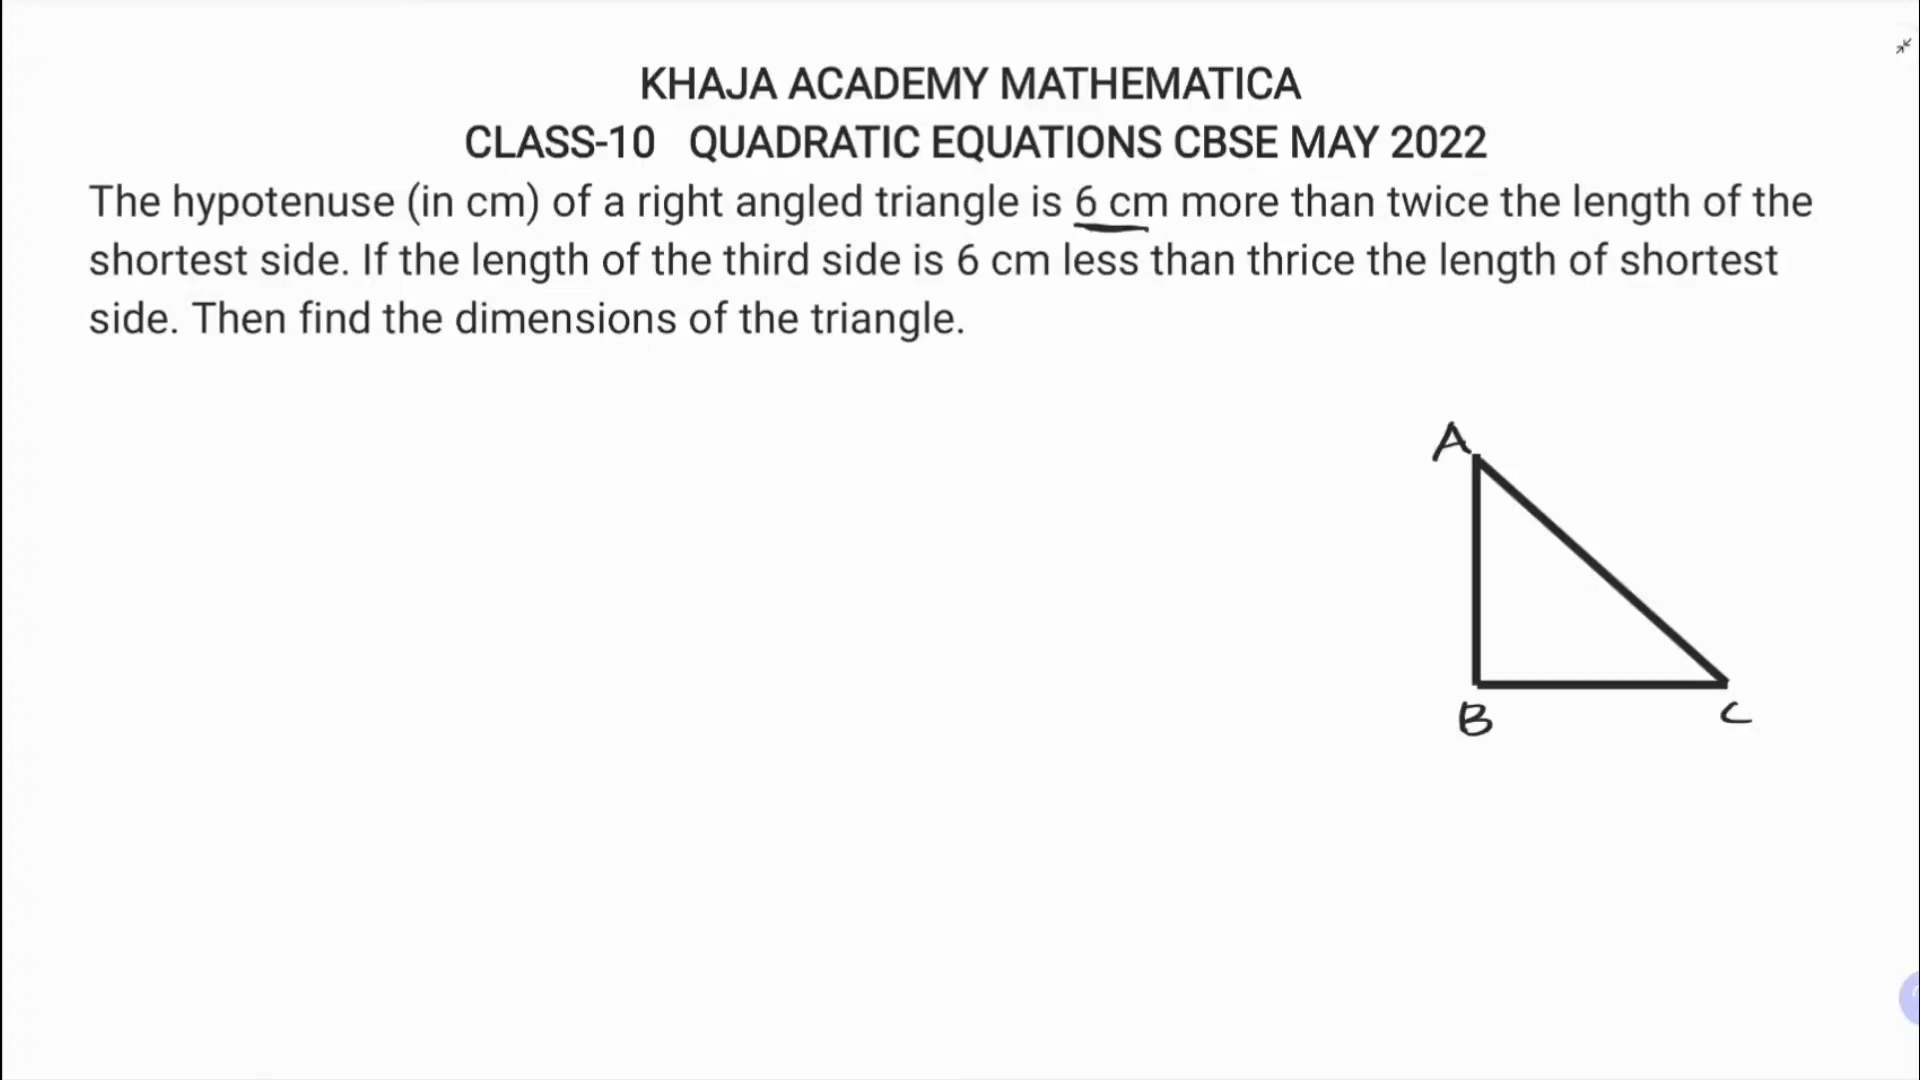 KHAJA ACADEMY MATHEMATICA
CLASS-10 QUADRATIC EQUATIONS CBSE MAY 2022
The hypotenuse (in cm) of a right angled triangle is 6 cm more than twice the length of the
shortest side. If the length of the third side is 6 cm less than thrice the length of shortest
side. Then find the dimensions of the triangle.
A
B C